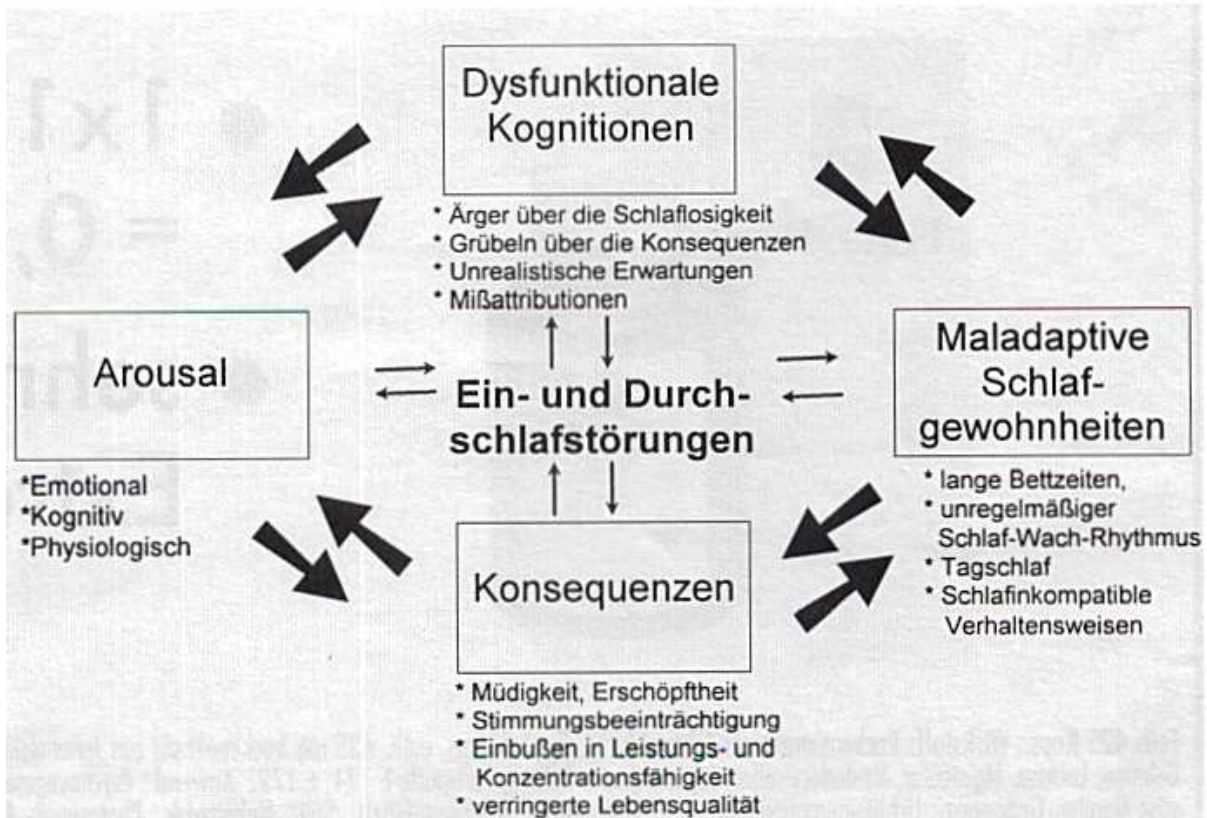 Dysfunktionale
Kognitionen
* Ärger über die Schlaflosigkeit
* Grübeln über die Konsequenzen
* Unrealistische Erwartungen
* Mißattributionen
Arousal
*Emotional
*Kognitiv
*Physiologisch
Ein- und Durch-
schlafstörungen
Maladaptive
Schlaf-
gewohnheiten
* lange Bettzeiten,
* unregelmäßiger
Schlaf-Wach-Rhythmus
* Tagschlaf
* Schlafinkompatible
Verhaltensweisen
Konsequenzen
* Müdigkeit, Erschöpftheit
* Stimmungsbeeinträchtigung
* Einbußen in Leistungs- und
Konzentrationsfähigkeit
* verringerte Lebensqualität